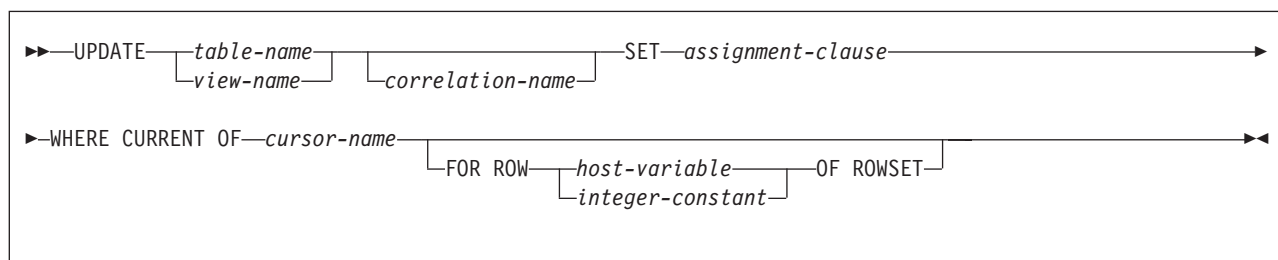 UPDATE table-name SET assignment-clause
view-name correlation-name
WHERE CURRENT OF cursor-name
FOR ROW host-variable OF ROWSET
integer-constant